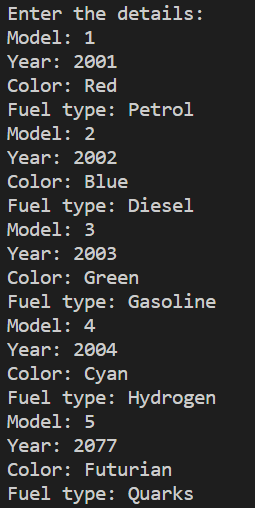 Enter the details:
Model: 1
Year: 2001
Color: Red
Fuel type: Petrol
Model: 2
Year: 2002
Color: Blue
Fuel type: Diesel
Model: 3
Year: 2003
Color: Green
Fuel type: Gasoline
Model: 4
Year: 2004
Color: Cyan
Fuel type: Hydrogen
Model: 5
Year: 2077
Color: Futurian
Fuel type: Quarks